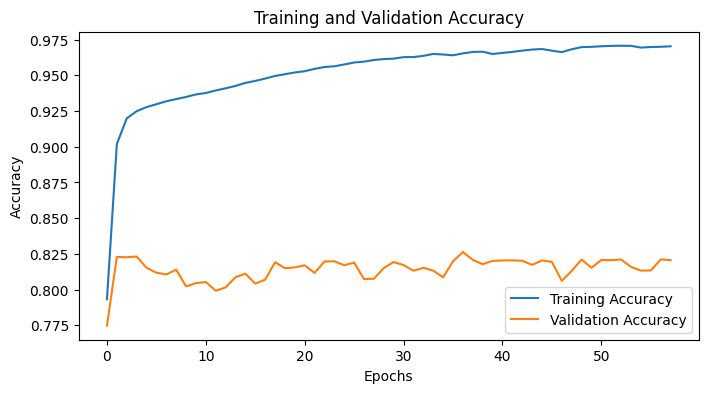 Training and Validation Accuracy
Accuracy
0.975
0.950
0.925
0.900
0.875
0.850
0.825
0.800
0.775
Training Accuracy
Validation Accuracy
0 10 20 30 40 50
Epochs